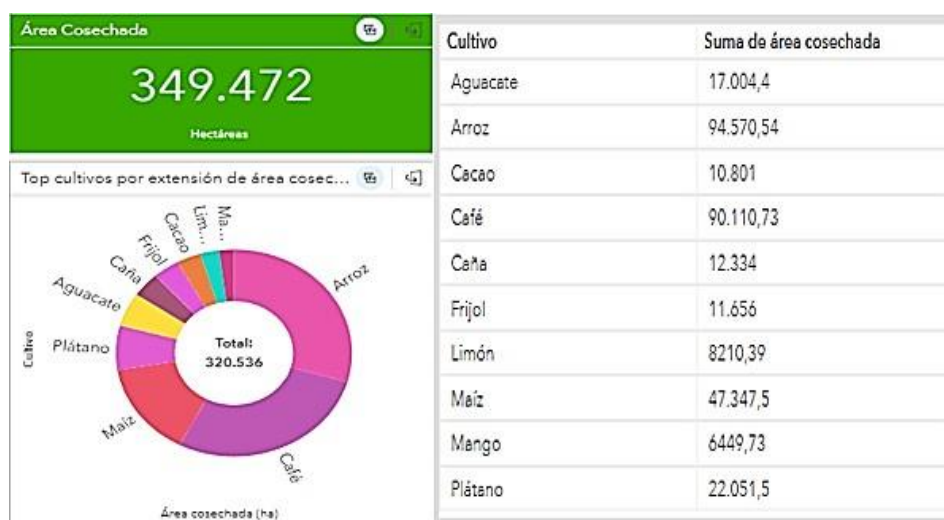 Área Cosechada
349.472
Hectáreas
Top cultivos por extensión de área cosec...
Lim...
Ma...
Cacao
Frijol
Caña
Aguacate
Plátano
Maíz
Café
Arroz
Total:
320.536
Cultivo
Área cosechada (ha)
Cultivo Suma de área cosechada
Aguacate 17.004,4
Arroz 94.570,54
Cacao 10.801
Café 90.110,73
Caña 12.334
Frijol 11.656
Limón 8210,39
Maíz 47.347,5
Mango 6449,73
Plátano 22.051,5